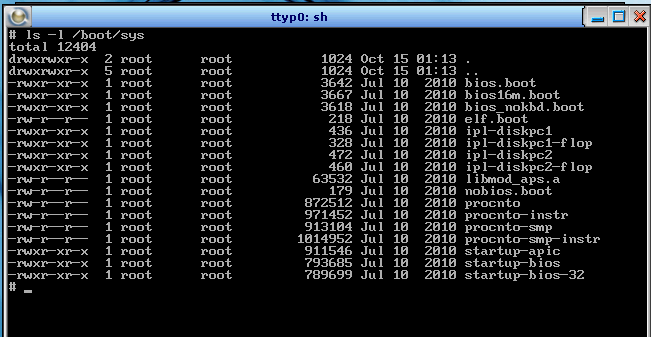 ttyp0: sh
# ls -l /boot/sys
total 12404
drwxrwxr-x  2 root      root           1024 Oct 15 01:13 .
drwxrwxr-x  5 root      root           1024 Oct 15 01:13 ..
-rwxr-xr-x  1 root      root           3642 Jul 10  2010 bios.boot
-rwxr-xr-x  1 root      root           3667 Jul 10  2010 bios16m.boot
-rwxr-xr-x  1 root      root           3618 Jul 10  2010 bios_nokbd.boot
-rw-r--r--  1 root      root            218 Jul 10  2010 elf.boot
-rwxr-xr-x  1 root      root            436 Jul 10  2010 ipl-diskpc1
-rwxr-xr-x  1 root      root            328 Jul 10  2010 ipl-diskpc1-flop
-rwxr-xr-x  1 root      root            472 Jul 10  2010 ipl-diskpc2
-rwxr-xr-x  1 root      root            460 Jul 10  2010 ipl-diskpc2-flop
-rw-r--r--  1 root      root          63532 Jul 10  2010 libmod_aps.a
-rw-r--r--  1 root      root            179 Jul 10  2010 nobios.boot
-rw-r--r--  1 root      root         872512 Jul 10  2010 procnto
-rw-r--r--  1 root      root         971452 Jul 10  2010 procnto-instr
-rw-r--r--  1 root      root         913104 Jul 10  2010 procnto-smp
-rw-r--r--  1 root      root        1014952 Jul 10  2010 procnto-smp-instr
-rwxr-xr-x  1 root      root         911546 Jul 10  2010 startup-apic
-rwxr-xr-x  1 root      root         793685 Jul 10  2010 startup-bios
-rwxr-xr-x  1 root      root         789699 Jul 10  2010 startup-bios-32
# _